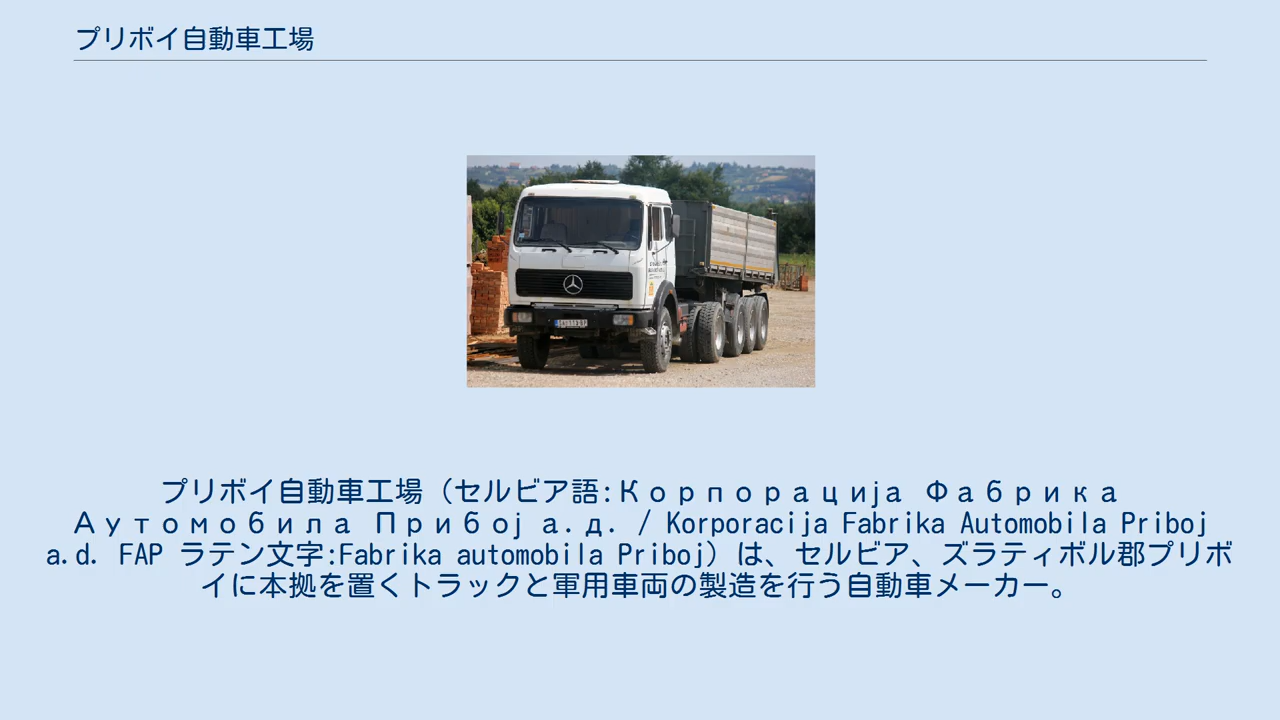 プリボイ自動車工場
プリボイ自動車工場（セルビア語:Корпорација Фабрика
Аутомобила Прибој а.д. / Korporacija Fabrika Automobila Priboj
a.d. FAP ラテン文字:Fabrika automobila Priboj）は、セルビア、ズラティボル郡プリボ
イに本拠を置くトラックと軍用車両の製造を行う自動車メーカー。